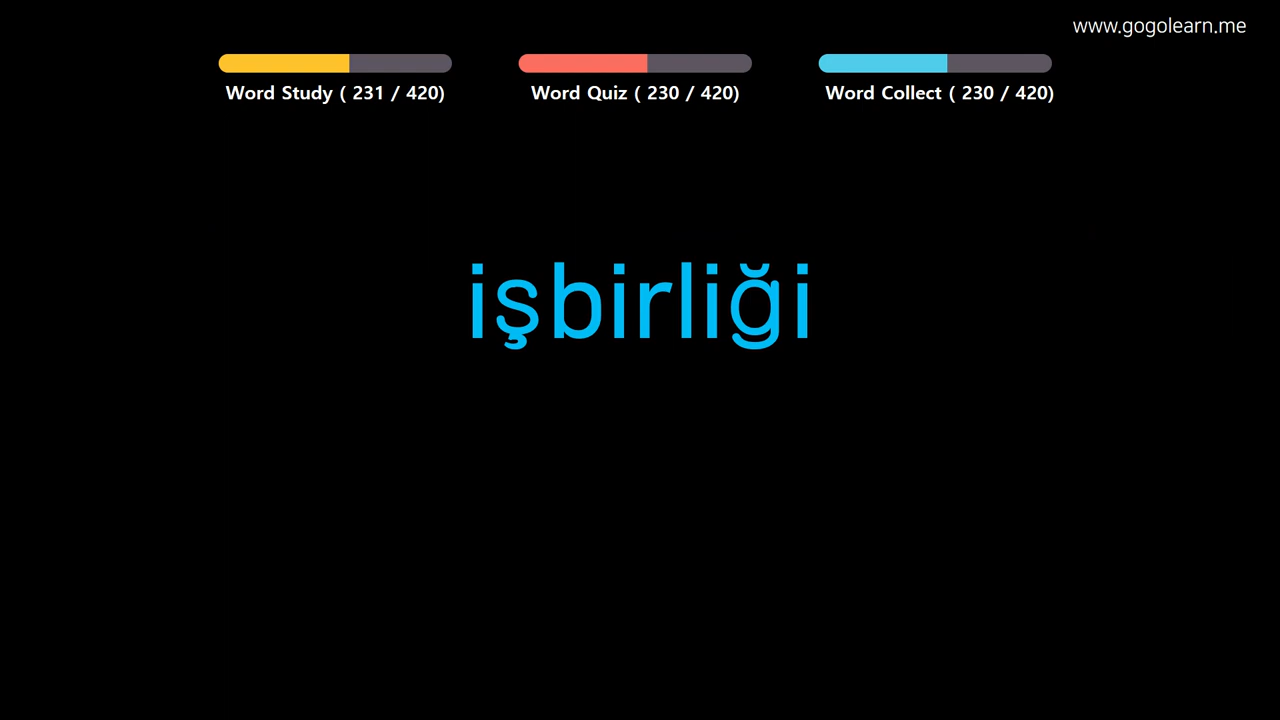 www.gogolearn.me
Word Study ( 231 / 420)
Word Quiz ( 230 / 420)
Word Collect ( 230 / 420)
işbirliği